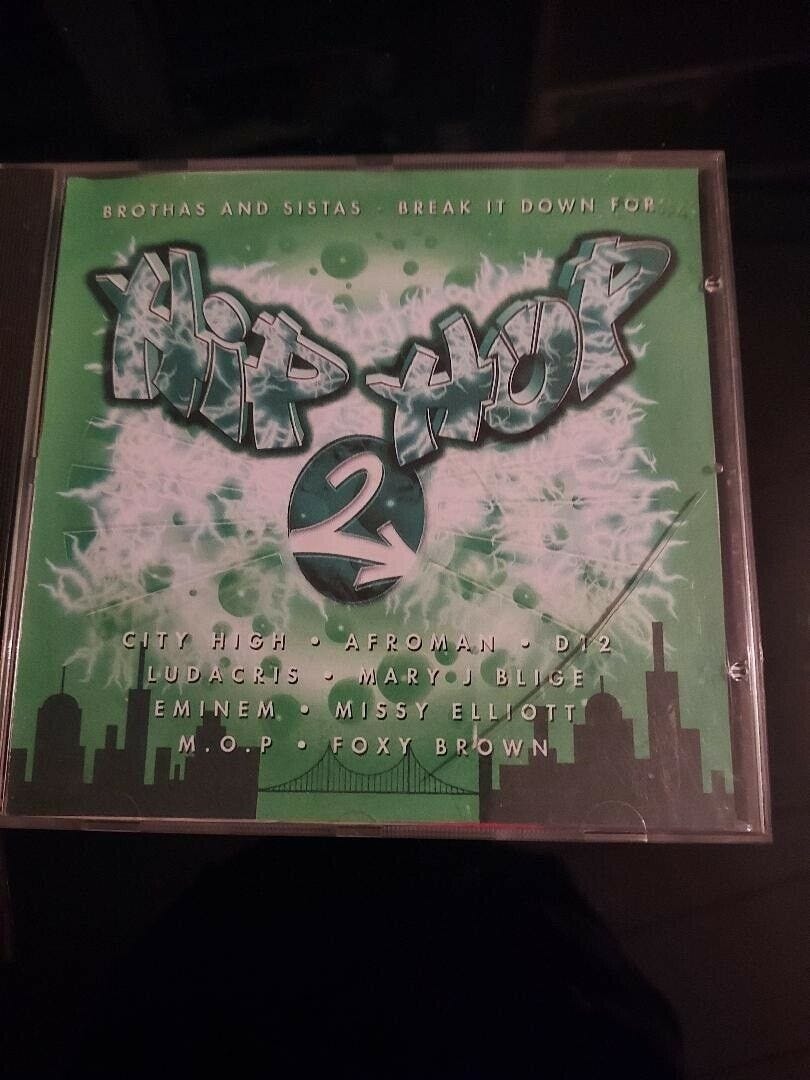 BROTHAS AND SISTAS - BREAK IT DOWN FOR
HIP HOP
2
CITY HIGH • AFROMAN • D12
LUDACRIS • MARY J BLIGE
EMINEM • MISSY ELLIOTT
M.O.P • FOXY BROWN